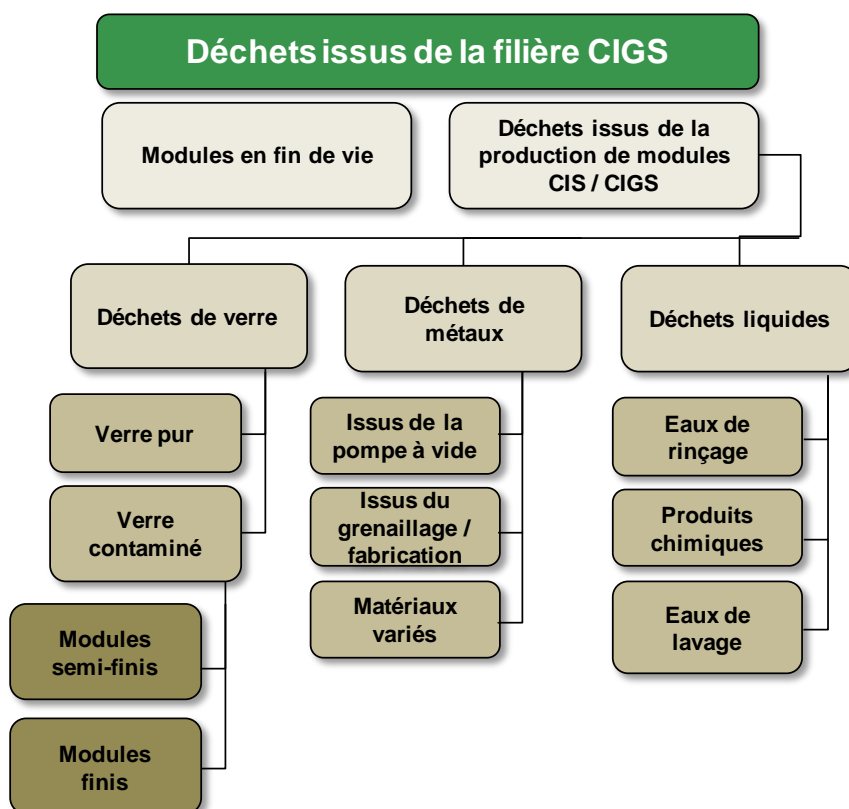 Déchets issus de la filière CIGS
Modules en fin de vie
Déchets issus de la
production de modules
CIS / CIGS
Déchets de verre
Déchets de
métaux
Déchets liquides
Verre pur
Verre
contaminé
Modules
semi-finis
Modules
finis
Issus de la
pompe à vide
Issus du
grenaillage /
fabrication
Matériaux
variés
Eaux de
rinçage
Produits
chimiques
Eaux de
lavage